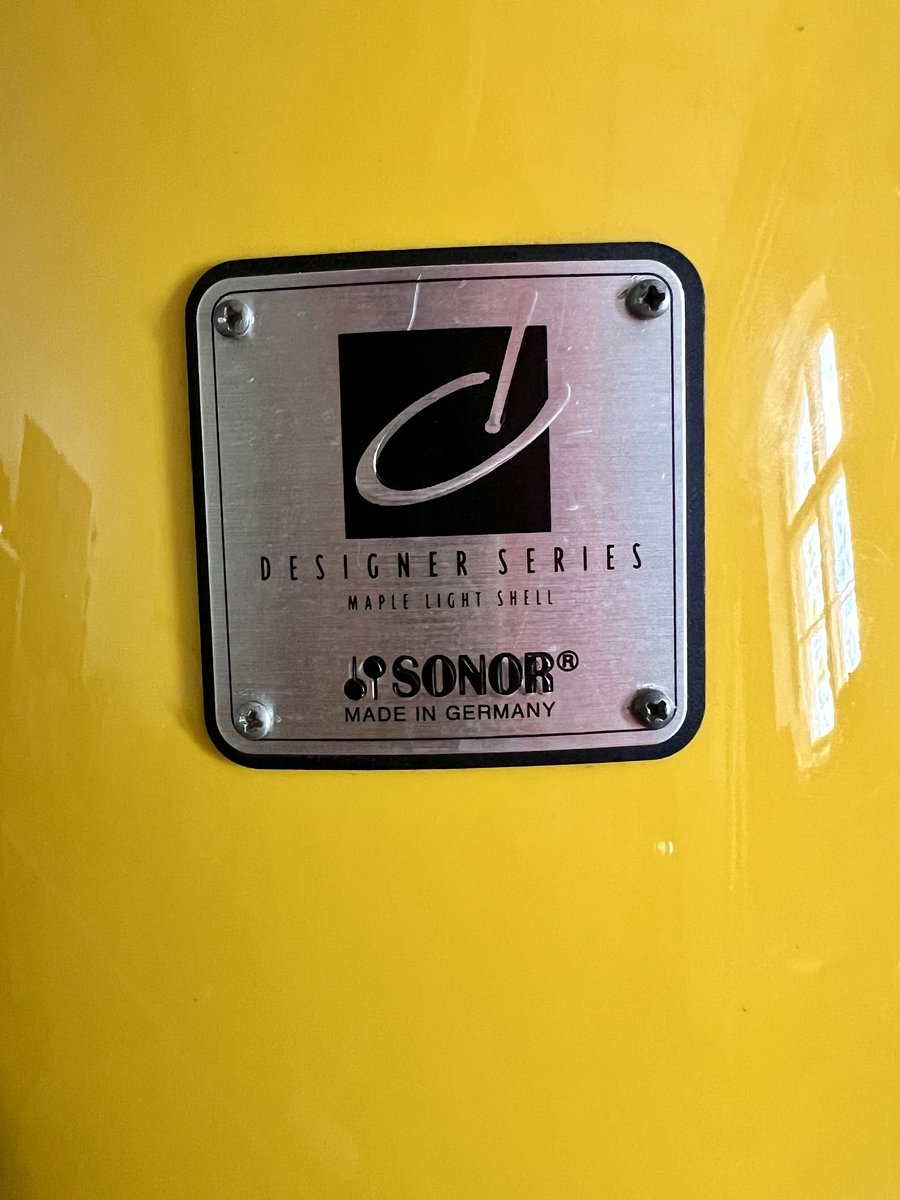 DESIGNER SERIES
MAPLE LIGHT SHELL
SONOR®
MADE IN GERMANY